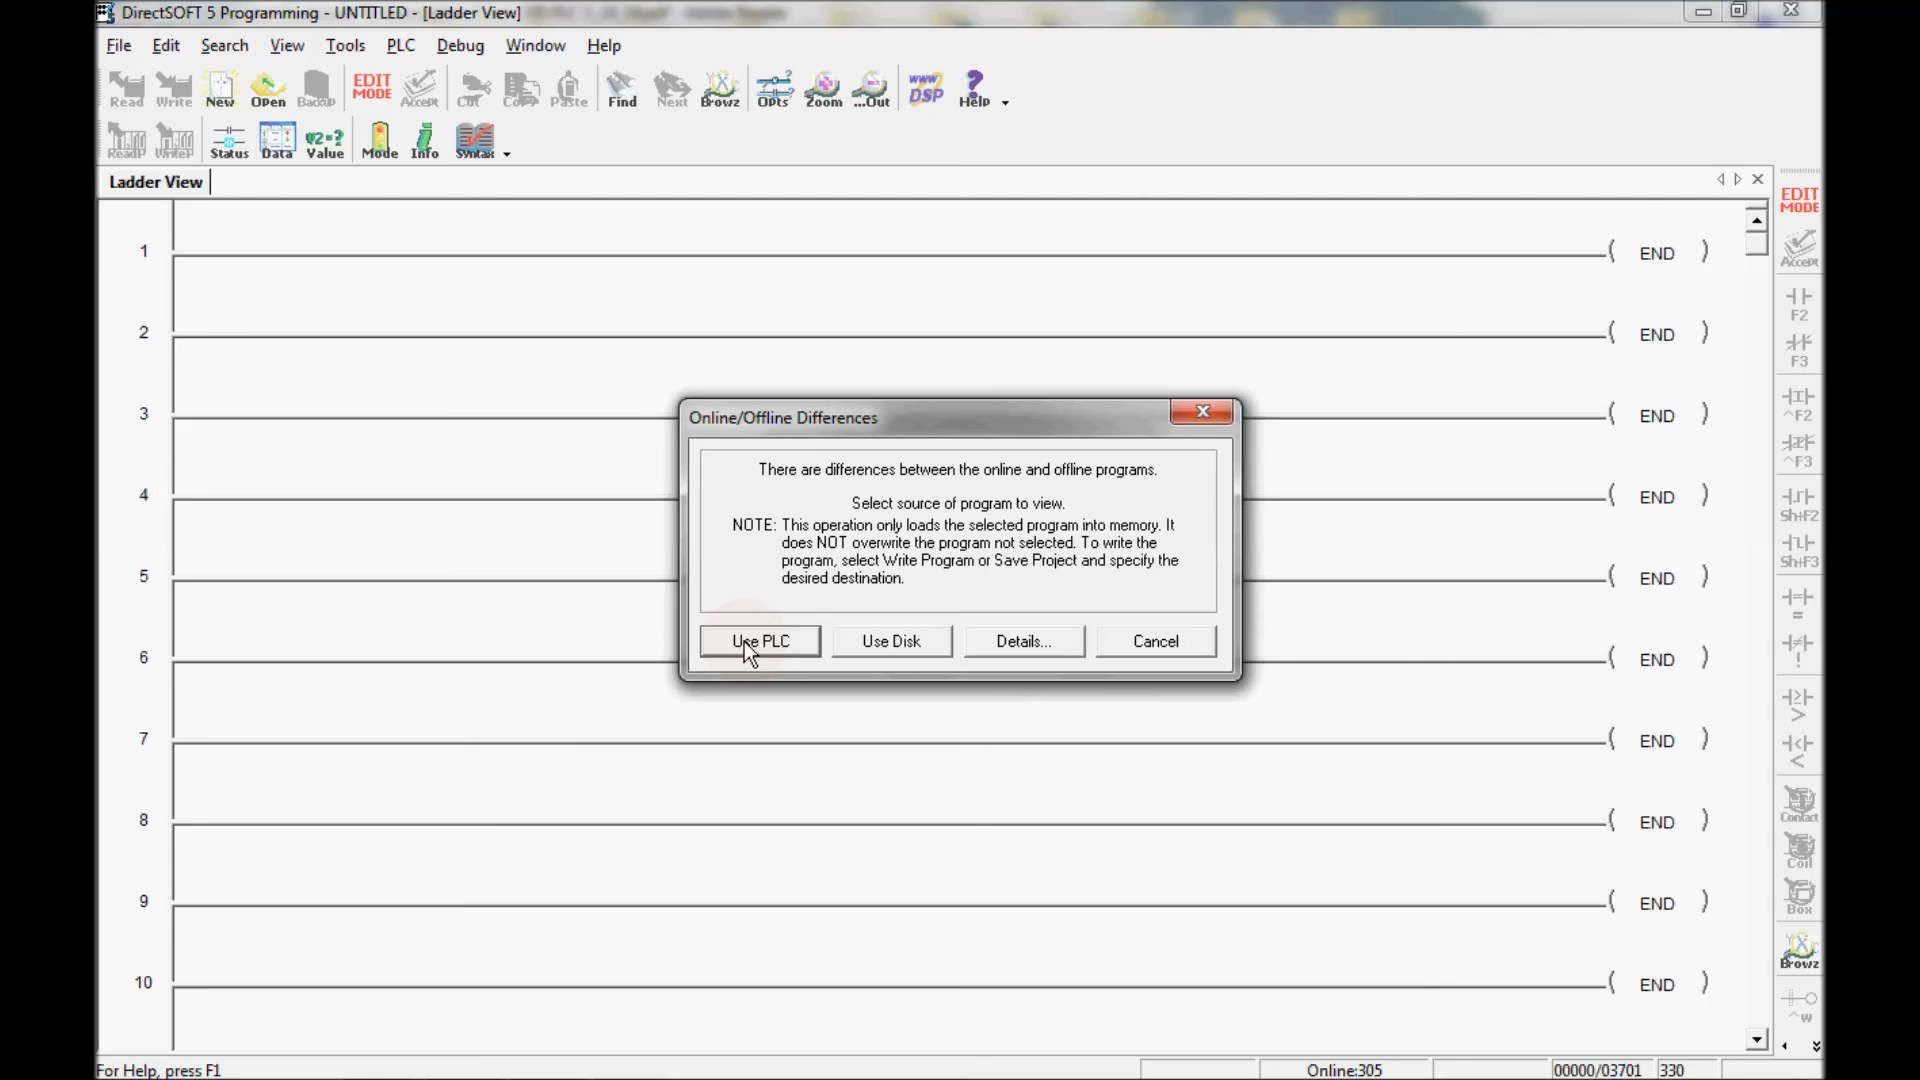 DirectSOFT 5 Programming - UNTITLED - [Ladder View]
File Edit Search View Tools PLC Debug Window Help
Read Write New Open Backup EDIT MODE Accept Cut Copy Paste Find Next Browz Opts Zoom ...Out www DSP Help
ReadP WriteP Status Data V2=? Value Mode Info Syntax
Ladder View
EDIT
MODE
Accept
1 ( END )
F2
2 ( END )
F3
3 ( END )
^F2
^F3
4 ( END )
Sh+F2
5 ( END )
Sh+F3
=
6 ( END )
!
>
7 ( END )
<
8 ( END )
Contact
Coil
9 ( END )
Box
Browz
10 ( END )
^W
Online/Offline Differences
There are differences between the online and offline programs.
Select source of program to view.
NOTE: This operation only loads the selected program into memory. It
does NOT overwrite the program not selected. To write the
program, select Write Program or Save Project and specify the
desired destination.
Use PLC Use Disk Details... Cancel
For Help, press F1 Online:305 00000/03701 330